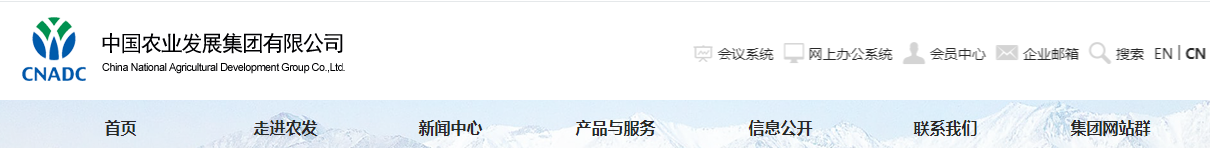 中国农业发展集团有限公司
China National Agricultural Development Group Co.,Ltd.
CNADC
会议系统 网上办公系统 会员中心 企业邮箱 搜索 EN | CN
首页 走进农发 新闻中心 产品与服务 信息公开 联系我们 集团网站群